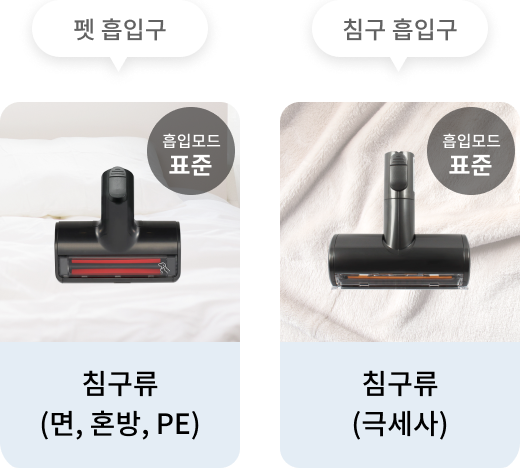 펫 흡입구
흡입모드
표준
침구류
(면, 혼방, PE)
침구 흡입구
흡입모드
표준
침구류
(극세사)